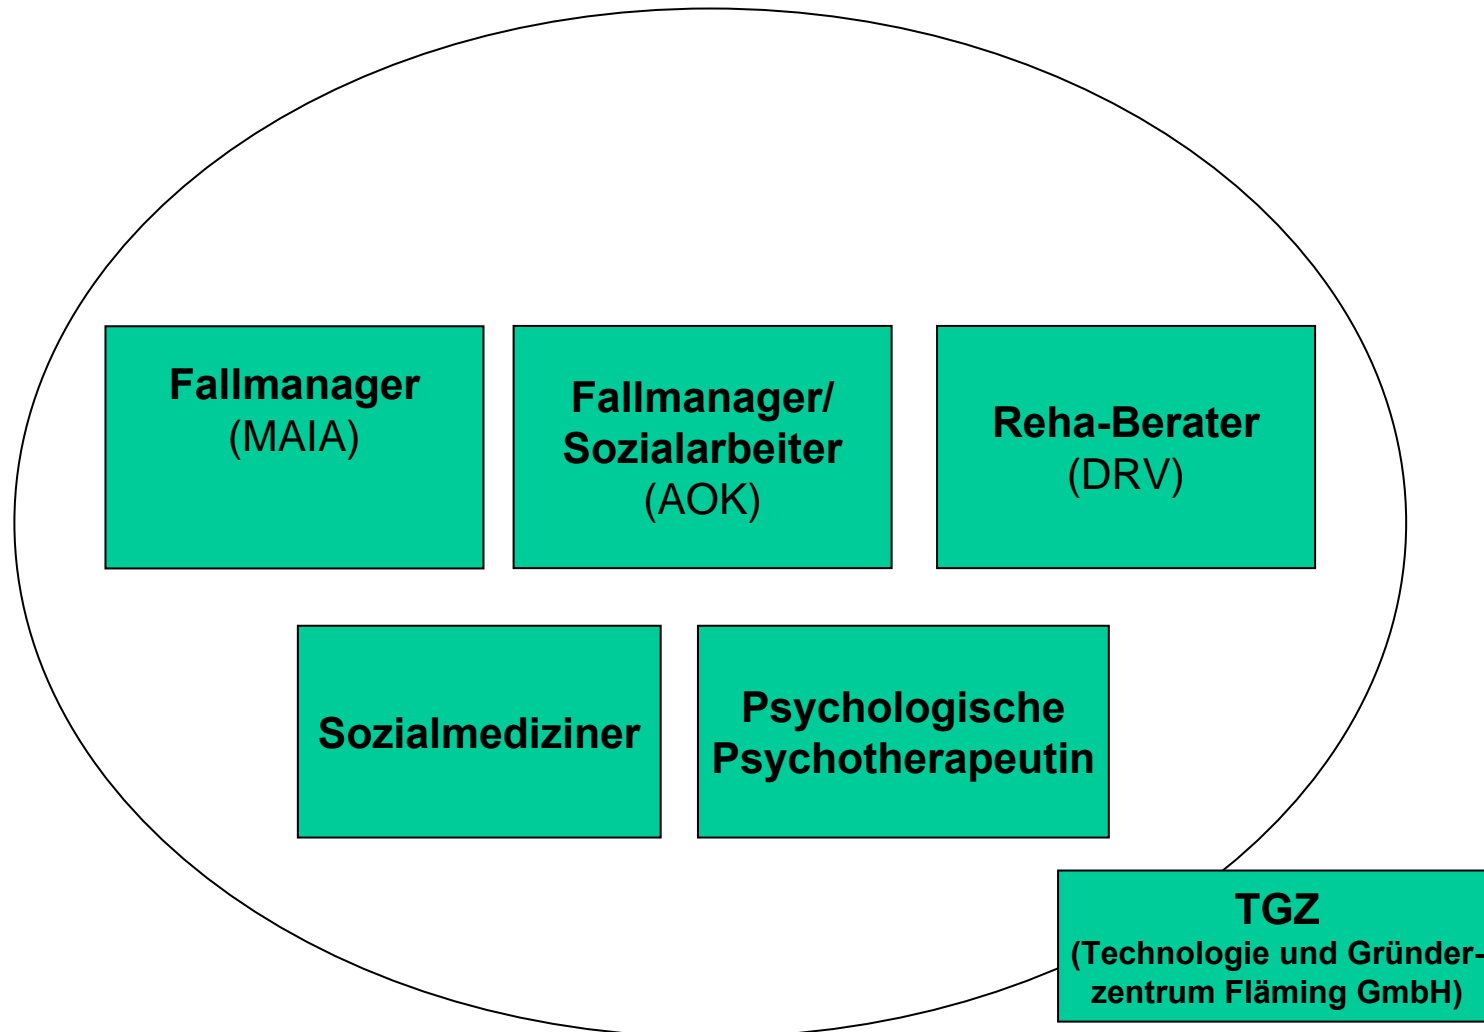 Fallmanager
(MAIA)
Fallmanager/
Sozialarbeiter
(AOK)
Reha-Berater
(DRV)
Sozialmediziner
Psychologische
Psychotherapeutin
TGZ
(Technologie und Gründer-
zentrum Fläming GmbH)